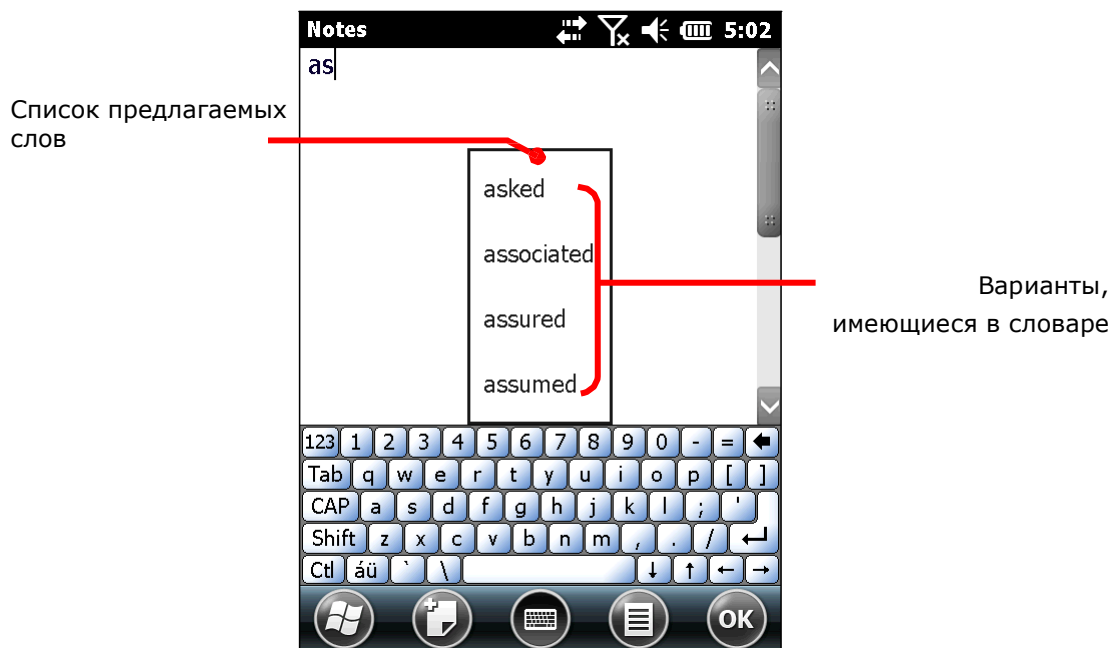 Notes 5:02
as
Список предлагаемых
слов
asked
associated
assured
assumed
Варианты,
имеющиеся в словаре
123 1 2 3 4 5 6 7 8 9 0 - =
Tab q w e r t y u i o p [ ]
CAP a s d f g h j k l ; '
Shift z x c v b n m , . /
Ctl áü ` \ ↓ ↑ ← →
OK